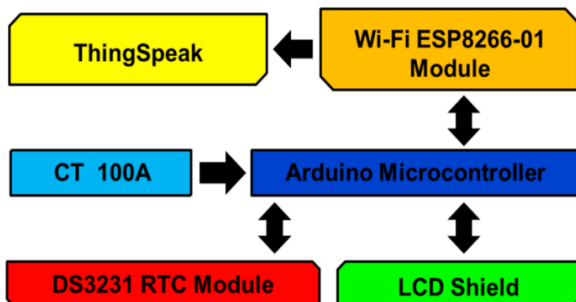 ThingSpeak
Wi-Fi ESP8266-01
Module
CT 100A
Arduino Microcontroller
DS3231 RTC Module
LCD Shield